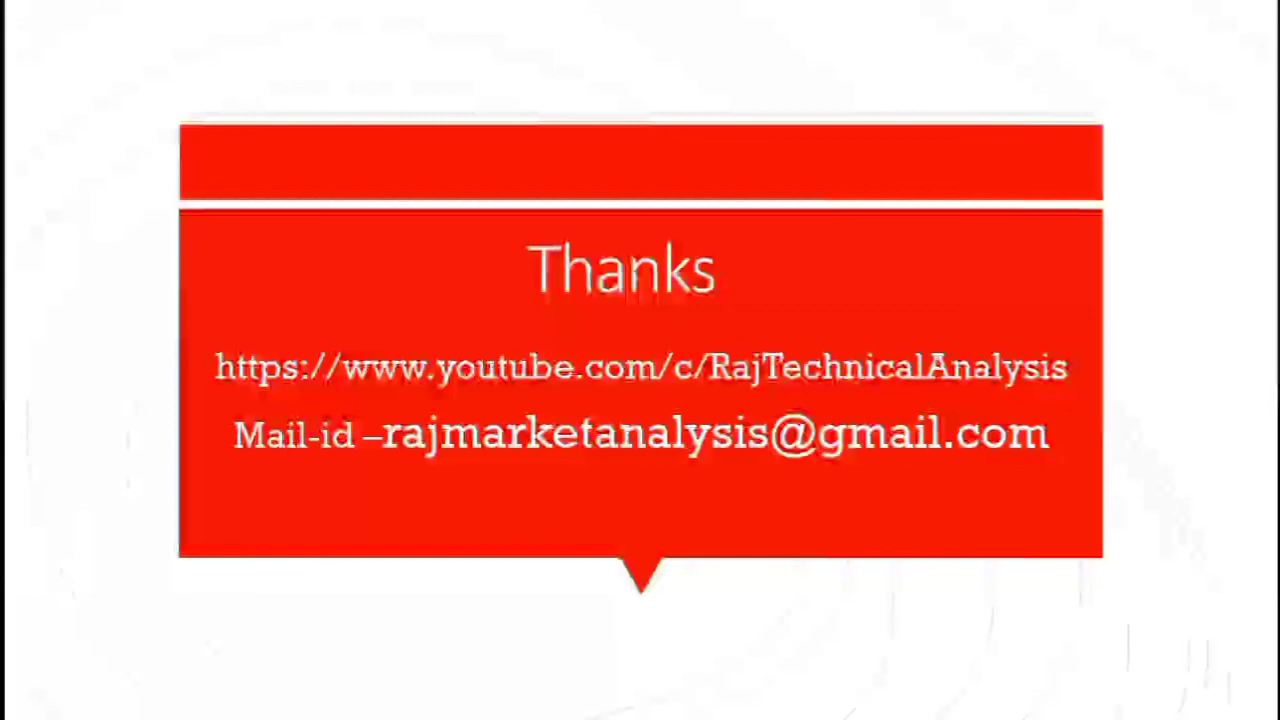 Thanks
https://www.youtube.com/c/RajTechnicalAnalysis
Mail-id –rajmarketanalysis@gmail.com